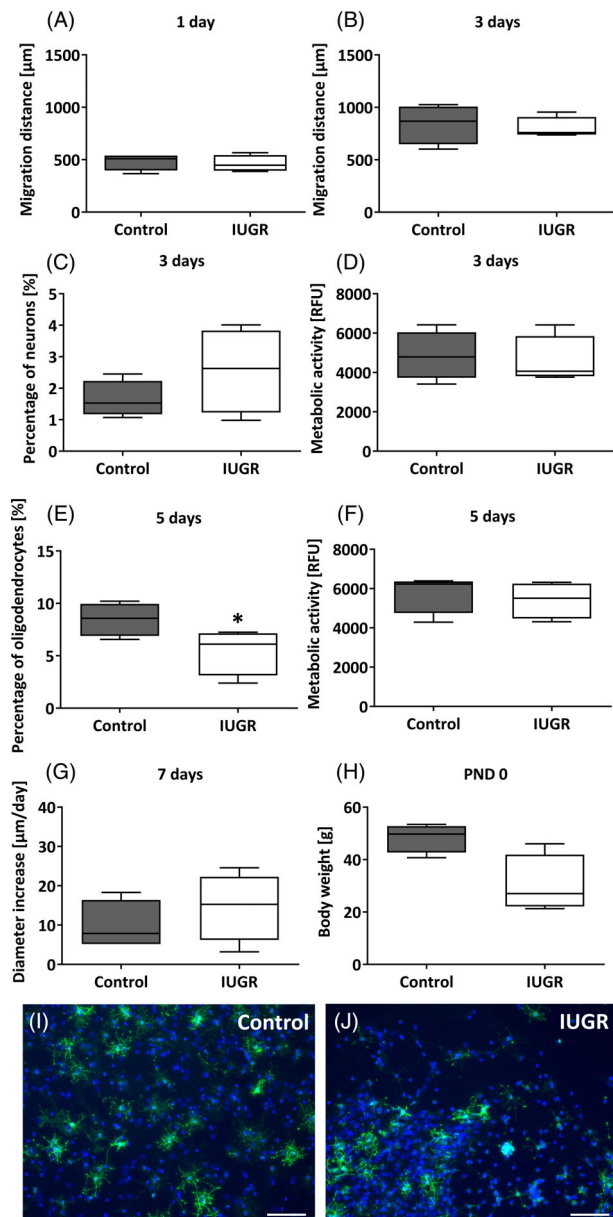 (A) 1 day
Migration distance [µm]
1500
1000
500
0
Control IUGR
(B) 3 days
Migration distance [µm]
1500
1000
500
0
Control IUGR
(C) 3 days
Percentage of neurons [%]
5
4
3
2
1
0
Control IUGR
(D) 3 days
Metabolic activity [RFU]
8000
6000
4000
2000
0
Control IUGR
(E) 5 days
Percentage of oligodendrocytes [%]
15
10
5
0
*
Control IUGR
(F) 5 days
Metabolic activity [RFU]
8000
6000
4000
2000
0
Control IUGR
(G) 7 days
Diameter increase [µm/day]
40
30
20
10
0
Control IUGR
(H) PND 0
Body weight [g]
60
40
20
0
Control IUGR
(I) Control
(J) IUGR